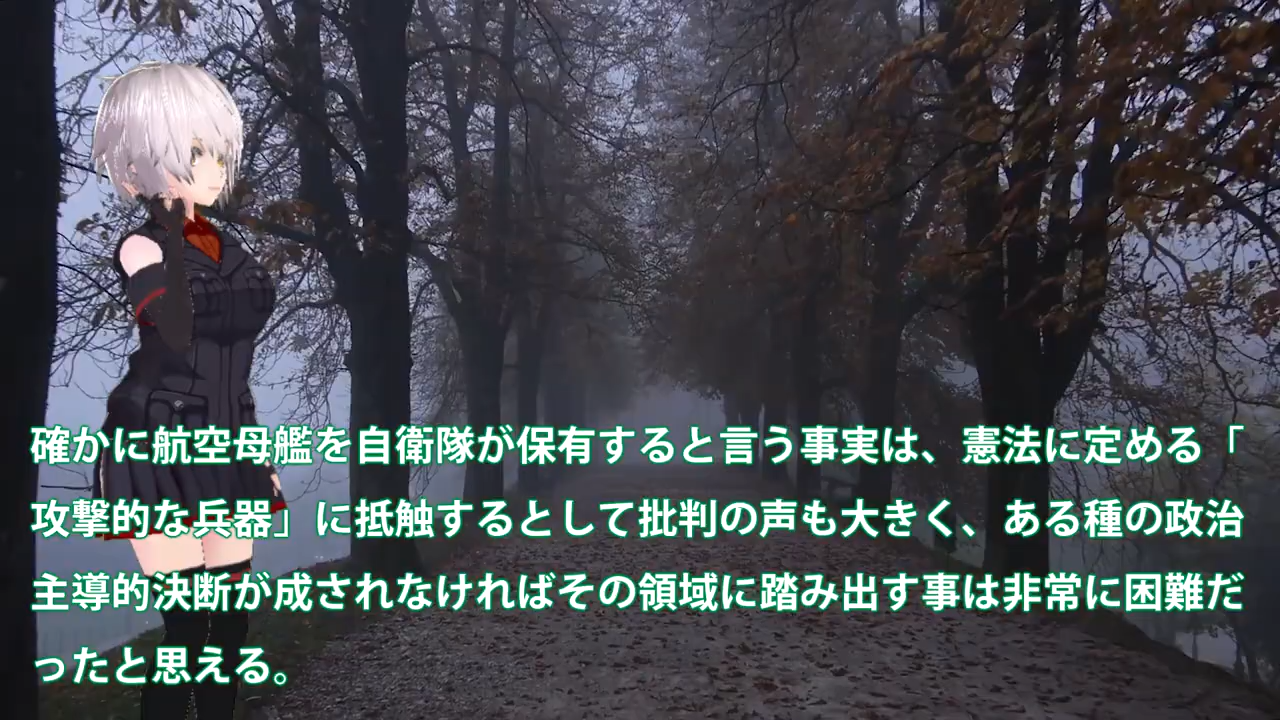 確かに航空母艦を自衛隊が保有すると言う事実は、憲法に定める「
攻撃的な兵器」に抵触するとして批判の声も大きく、ある種の政治
主導的決断が成されなければその領域に踏み出す事は非常に困難だ
ったと思える。